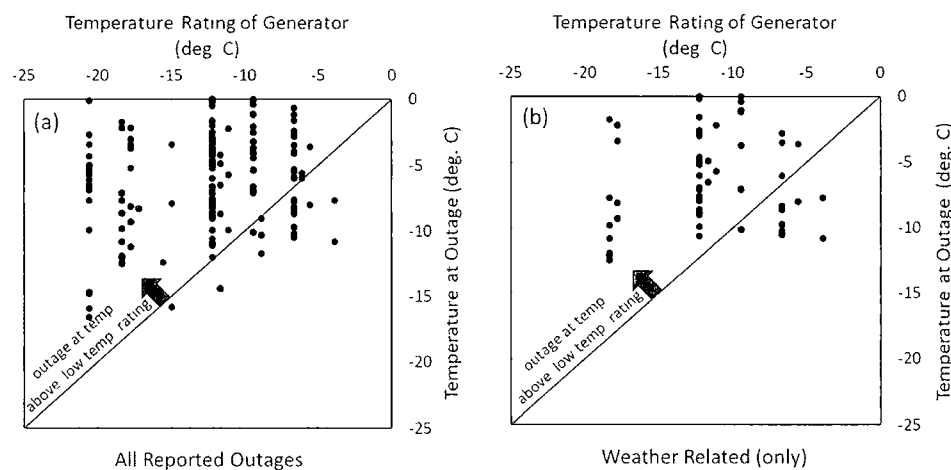 Temperature Rating of Generator
(deg C)
-25 -20 -15 -10 -5 0
(a)
0
-5
-10
-15
-20
-25
Temperature at Outage (deg. C)
outage at temp
above low temp rating
All Reported Outages
Temperature Rating of Generator
(deg C)
-25 -20 -15 -10 -5 0
(b)
0
-5
-10
-15
-20
-25
Temperature at Outage (deg. C)
outage at temp
above low temp rating
Weather Related (only)